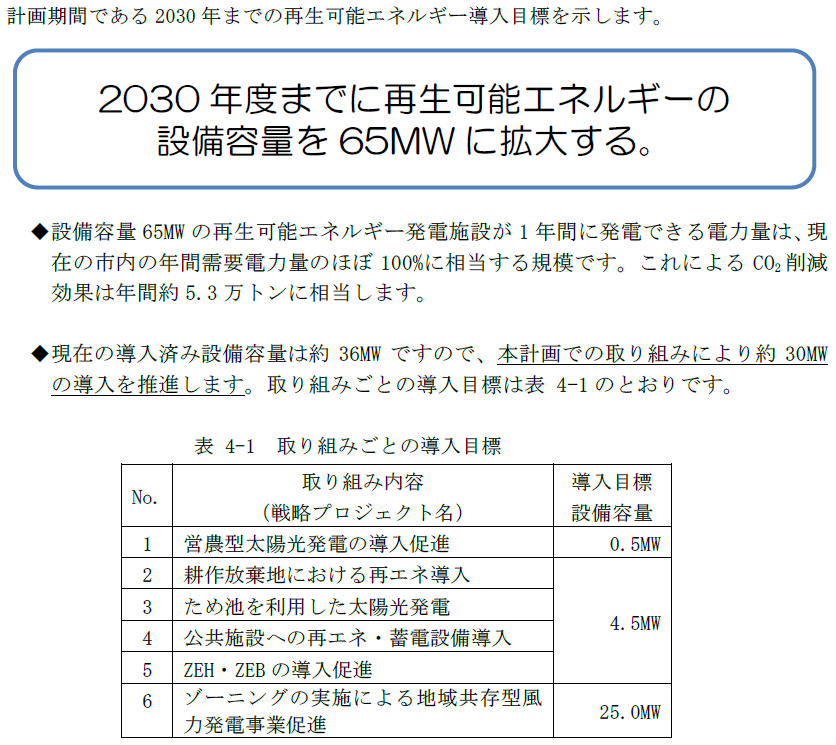 計画期間である 2030 年までの再生可能エネルギー導入目標を示します。
2030 年度までに再生可能エネルギーの
設備容量を 65MW に拡大する。
◆設備容量 65MW の再生可能エネルギー発電施設が 1 年間に発電できる電力量は、現
在の市内の年間需要電力量のほぼ 100%に相当する規模です。これによる CO₂削減
効果は年間約 5.3 万トンに相当します。
◆現在の導入済み設備容量は約 36MW ですので、本計画での取り組みにより約 30MW
の導入を推進します。取り組みごとの導入目標は表 4-1のとおりです。
表 4-1 取り組みごとの導入目標
No. 取り組み内容 導入目標
(戦略プロジェクト名) 設備容量
1 営農型太陽光発電の導入促進 0.5MW
2 耕作放棄地における再エネ導入
3 ため池を利用した太陽光発電
4.5MW
4 公共施設への再エネ・蓄電設備導入
5 ZEH・ZEB の導入促進
6 ゾーニングの実施による地域共存型風
力発電事業促進 25.0MW